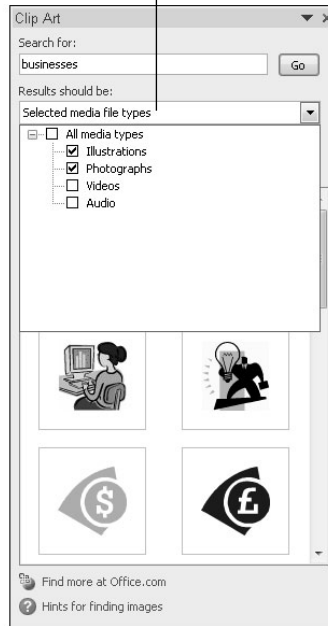 Clip Art
Search for:
businesses
Go
Results should be:
Selected media file types
All media types
Illustrations
Photographs
Videos
Audio
$
£
Find more at Office.com
Hints for finding images